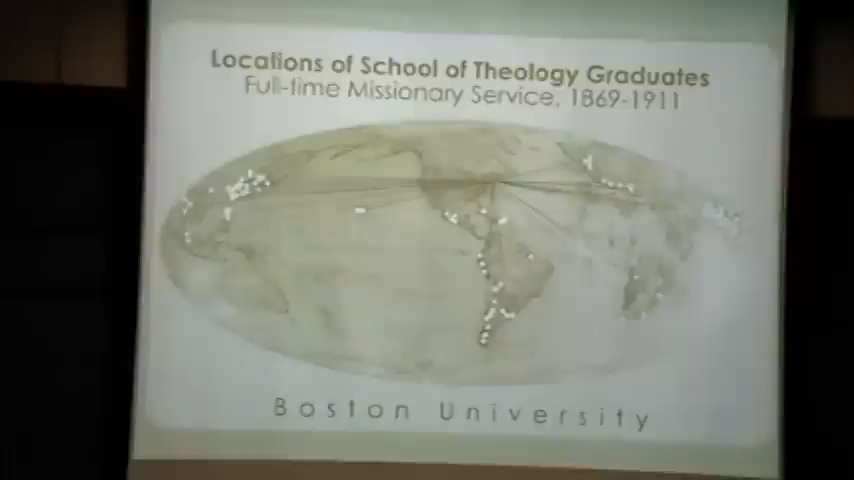 Locations of School of Theology Graduates
Full-time Missionary Service, 1869-1911
Boston University